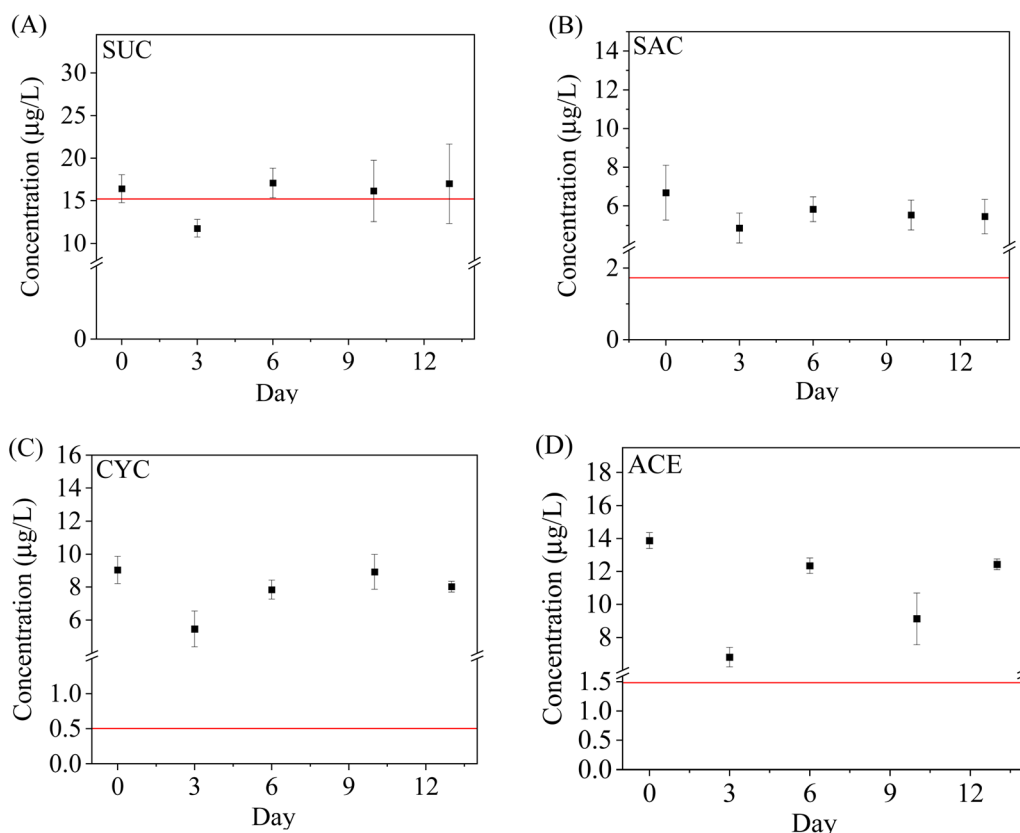 (A)
SUC
Concentration (μg/L)
30
25
20
15
10
0
0 3 6 9 12
Day
(B)
SAC
Concentration (μg/L)
14
12
10
8
6
2
0
0 3 6 9 12
Day
(C)
CYC
Concentration (μg/L)
16
14
12
10
8
6
1.0
0.5
0.0
0 3 6 9 12
Day
(D)
ACE
Concentration (μg/L)
18
16
14
12
10
8
1.5
1.0
0.5
0.0
0 3 6 9 12
Day